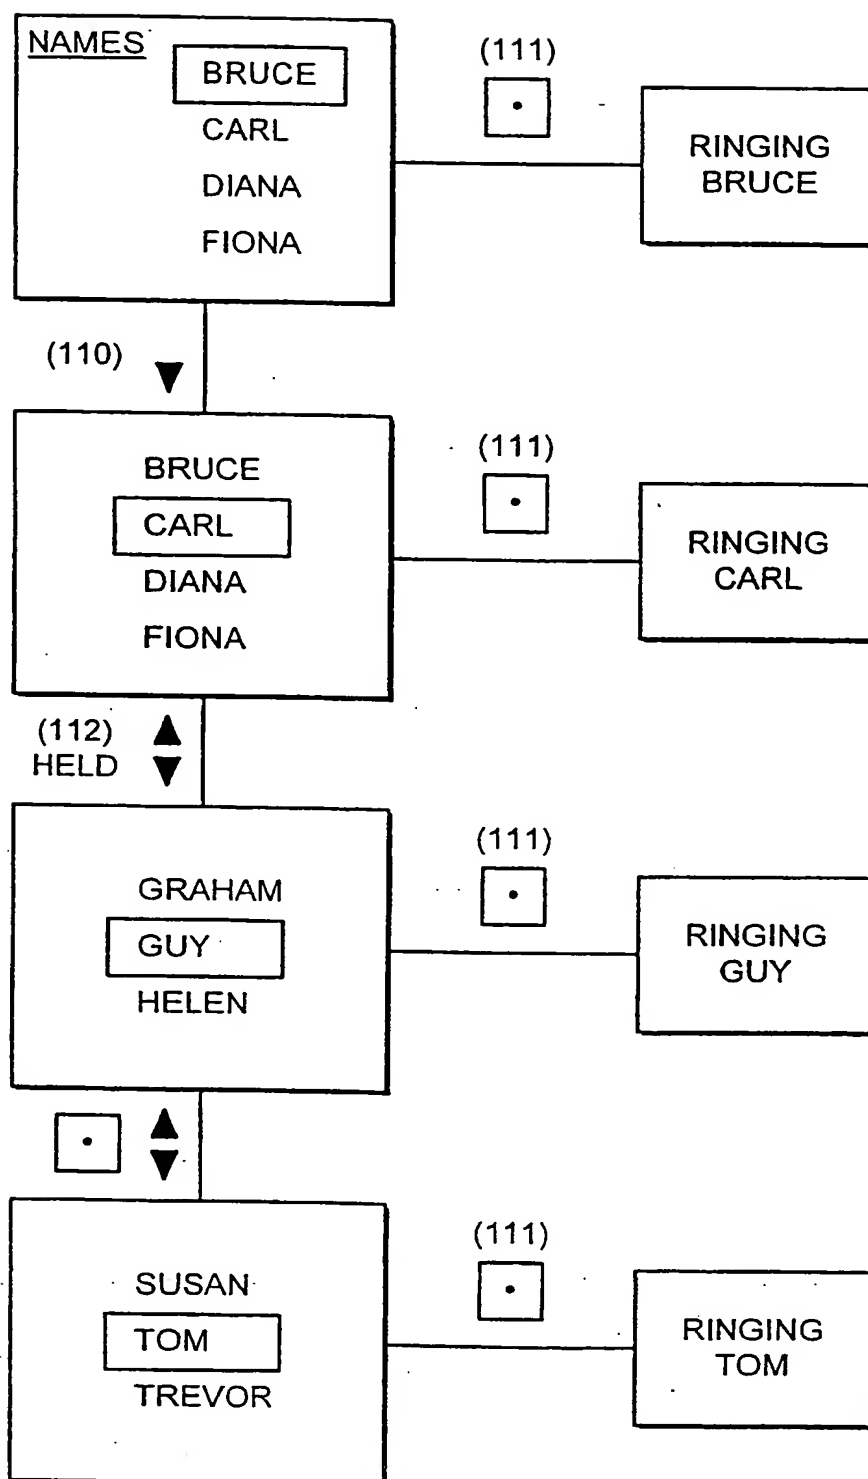 NAMES
BRUCE
CARL
DIANA
FIONA
(111)
RINGING
BRUCE
(110)
BRUCE
CARL
DIANA
FIONA
(111)
RINGING
CARL
(112)
HELD
GRAHAM
GUY
HELEN
(111)
RINGING
GUY
SUSAN
TOM
TREVOR
(111)
RINGING
TOM